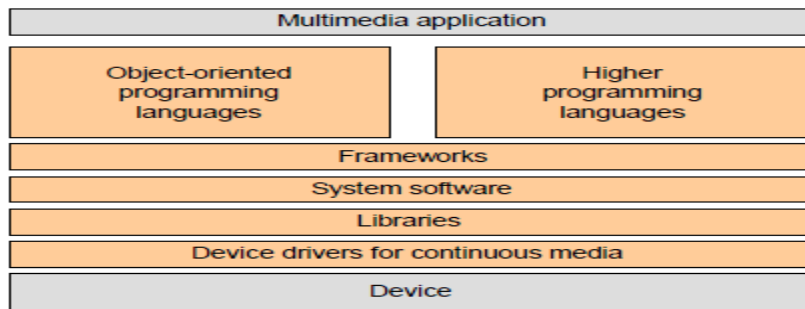 Multimedia application
Object-oriented
programming
languages
Higher
programming
languages
Frameworks
System software
Libraries
Device drivers for continuous media
Device